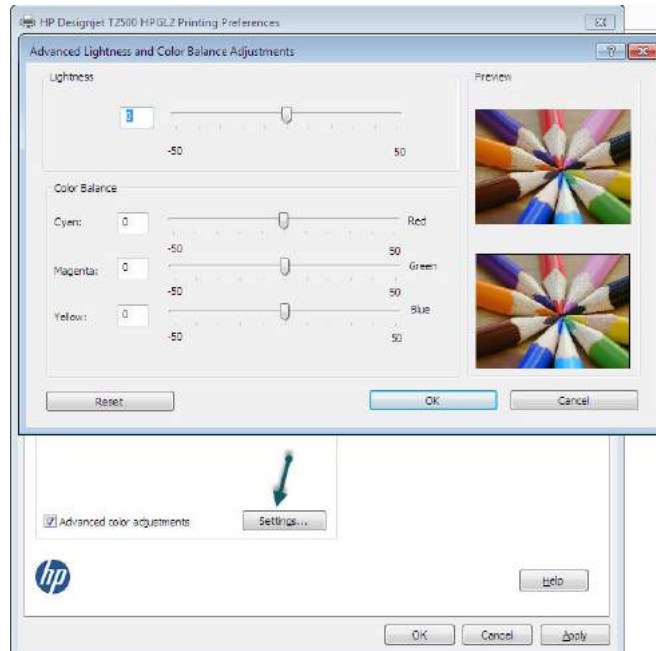 HP Designjet T2500 HPGL2 Printing Preferences
Advanced Lightness and Color Balance Adjustments
Lightness
Preview
0
-50 50
Color Balance
Cyan: 0 Red
-50 50
Magenta: 0 Green
-50 50
Yellow: 0 Blue
-50 50
Reset OK Cancel
Advanced color adjustments Settings...
hp
Help
OK Cancel Apply